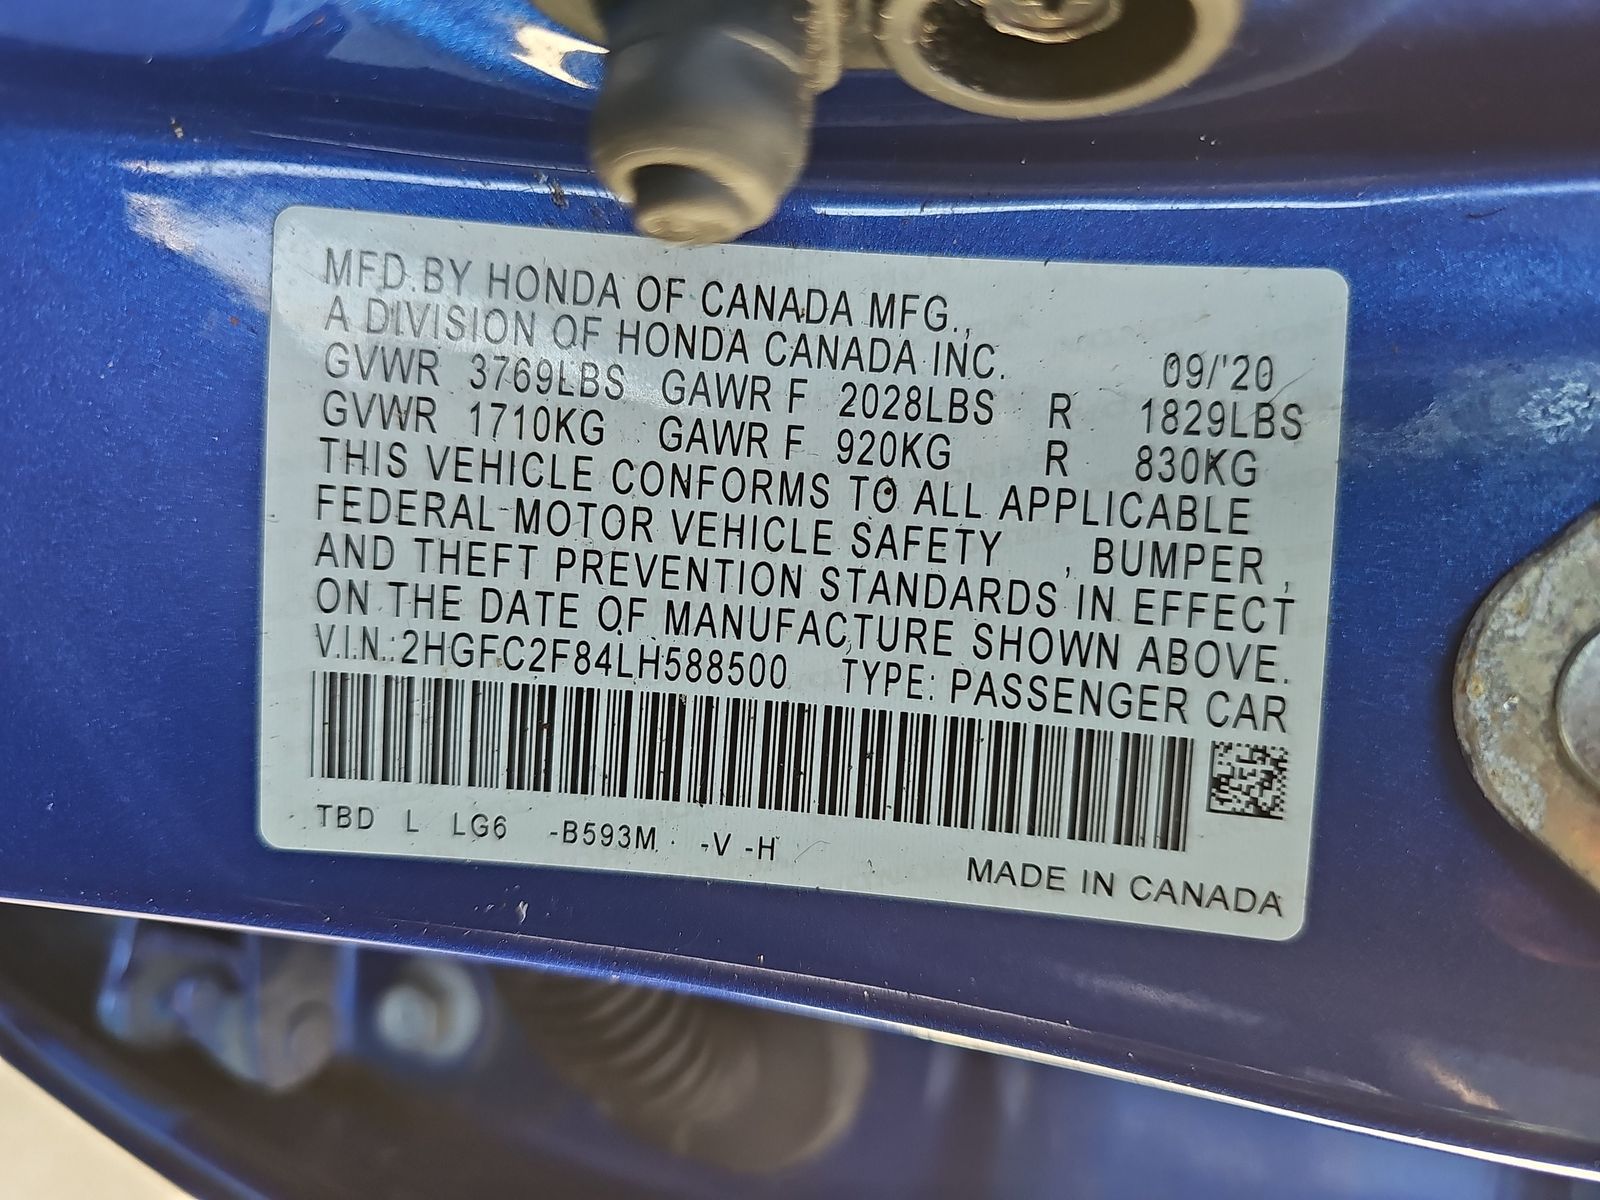 MFD.BY HONDA OF CANADA MFG.,
A DIVISION OF HONDA CANADA INC. 09/'20
GVWR 3769LBS GAWR F 2028LBS R 1829LBS
GVWR 1710KG GAWR F 920KG R 830KG
THIS VEHICLE CONFORMS TO ALL APPLICABLE
FEDERAL MOTOR VEHICLE SAFETY , BUMPER ,
AND THEFT PREVENTION STANDARDS IN EFFECT
ON THE DATE OF MANUFACTURE SHOWN ABOVE.
V.I.N.:2HGFC2F84LH588500 TYPE: PASSENGER CAR
TBD L LG6 -B593M -V -H
MADE IN CANADA